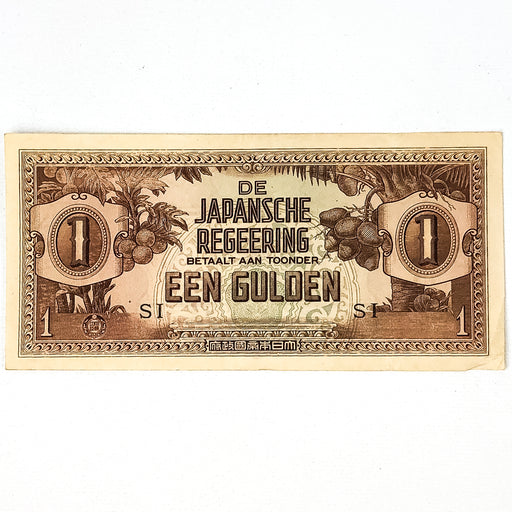 DE
JAPANSCHE
REGEERING
BETAALT AAN TOONDER
EEN GULDEN
1 1
SI SI
1 1
府政國帝本日大